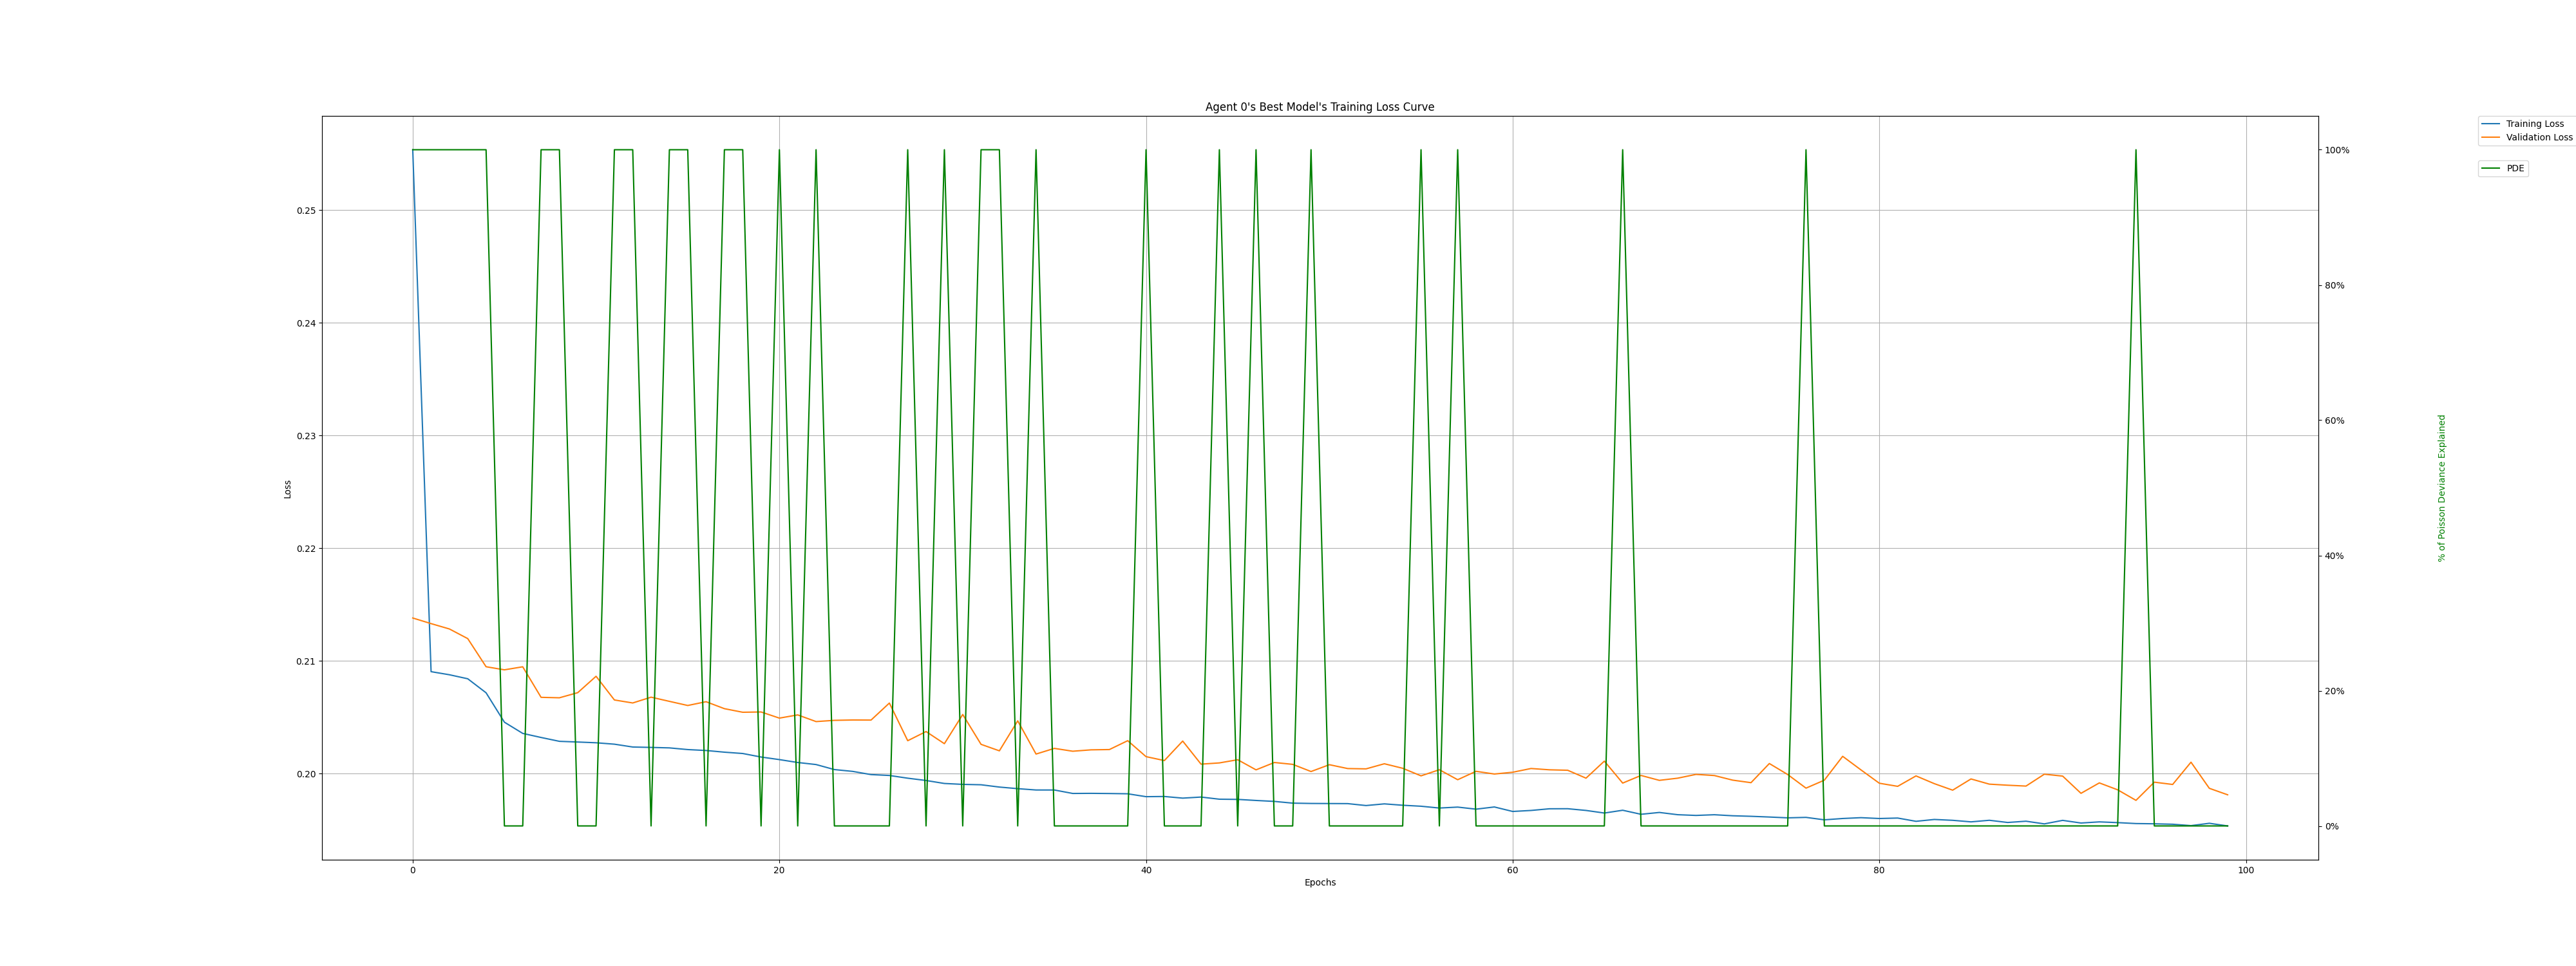 Agent 0's Best Model's Training Loss Curve
Training Loss
Validation Loss
PDE
0.25
0.24
0.23
0.22
0.21
0.20
Loss
100%
80%
60%
40%
20%
0%
% of Poisson Deviance Explained
0 20 40 60 80 100
Epochs